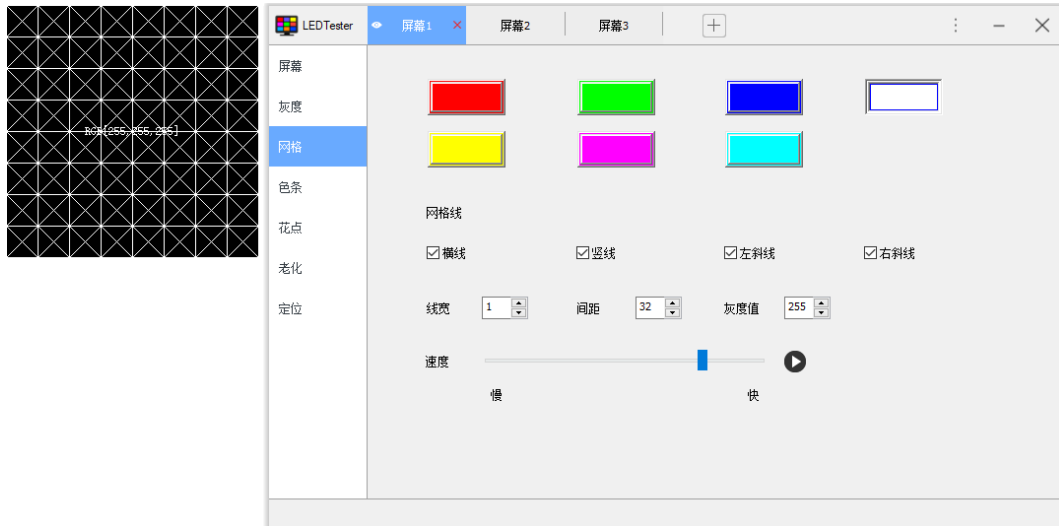 LEDTester
屏幕1
屏幕2
屏幕3
屏幕
灰度
网格
色条
花点
老化
定位
RGB[255,255,255]
网格线
横线
竖线
左斜线
右斜线
线宽 1
间距 32
灰度值 255
速度
慢
快